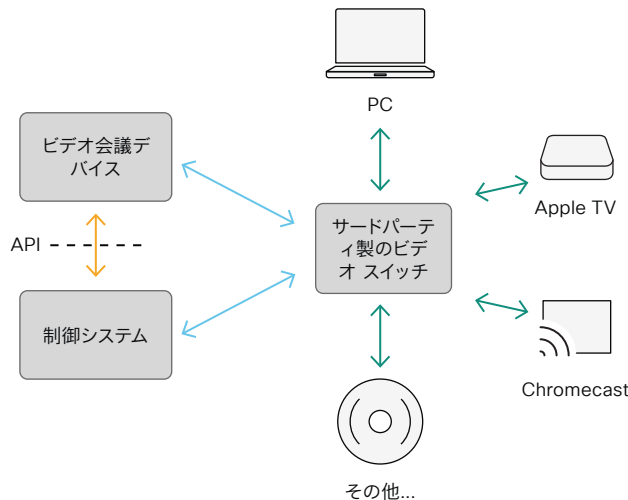 PC
ビデオ会議デ
バイス
API
制御システム
サードパーテ
ィ製のビデ
オ スイッチ
Apple TV
Chromecast
その他...